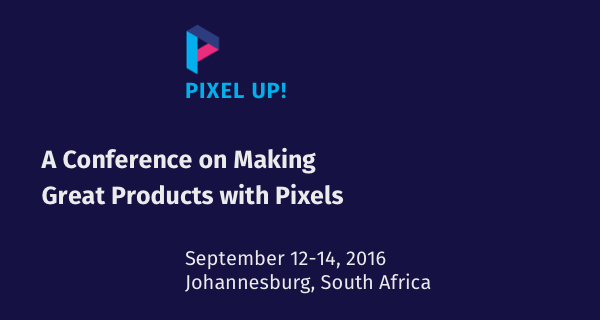 PIXEL UP!
A Conference on Making
Great Products with Pixels
September 12-14, 2016
Johannesburg, South Africa